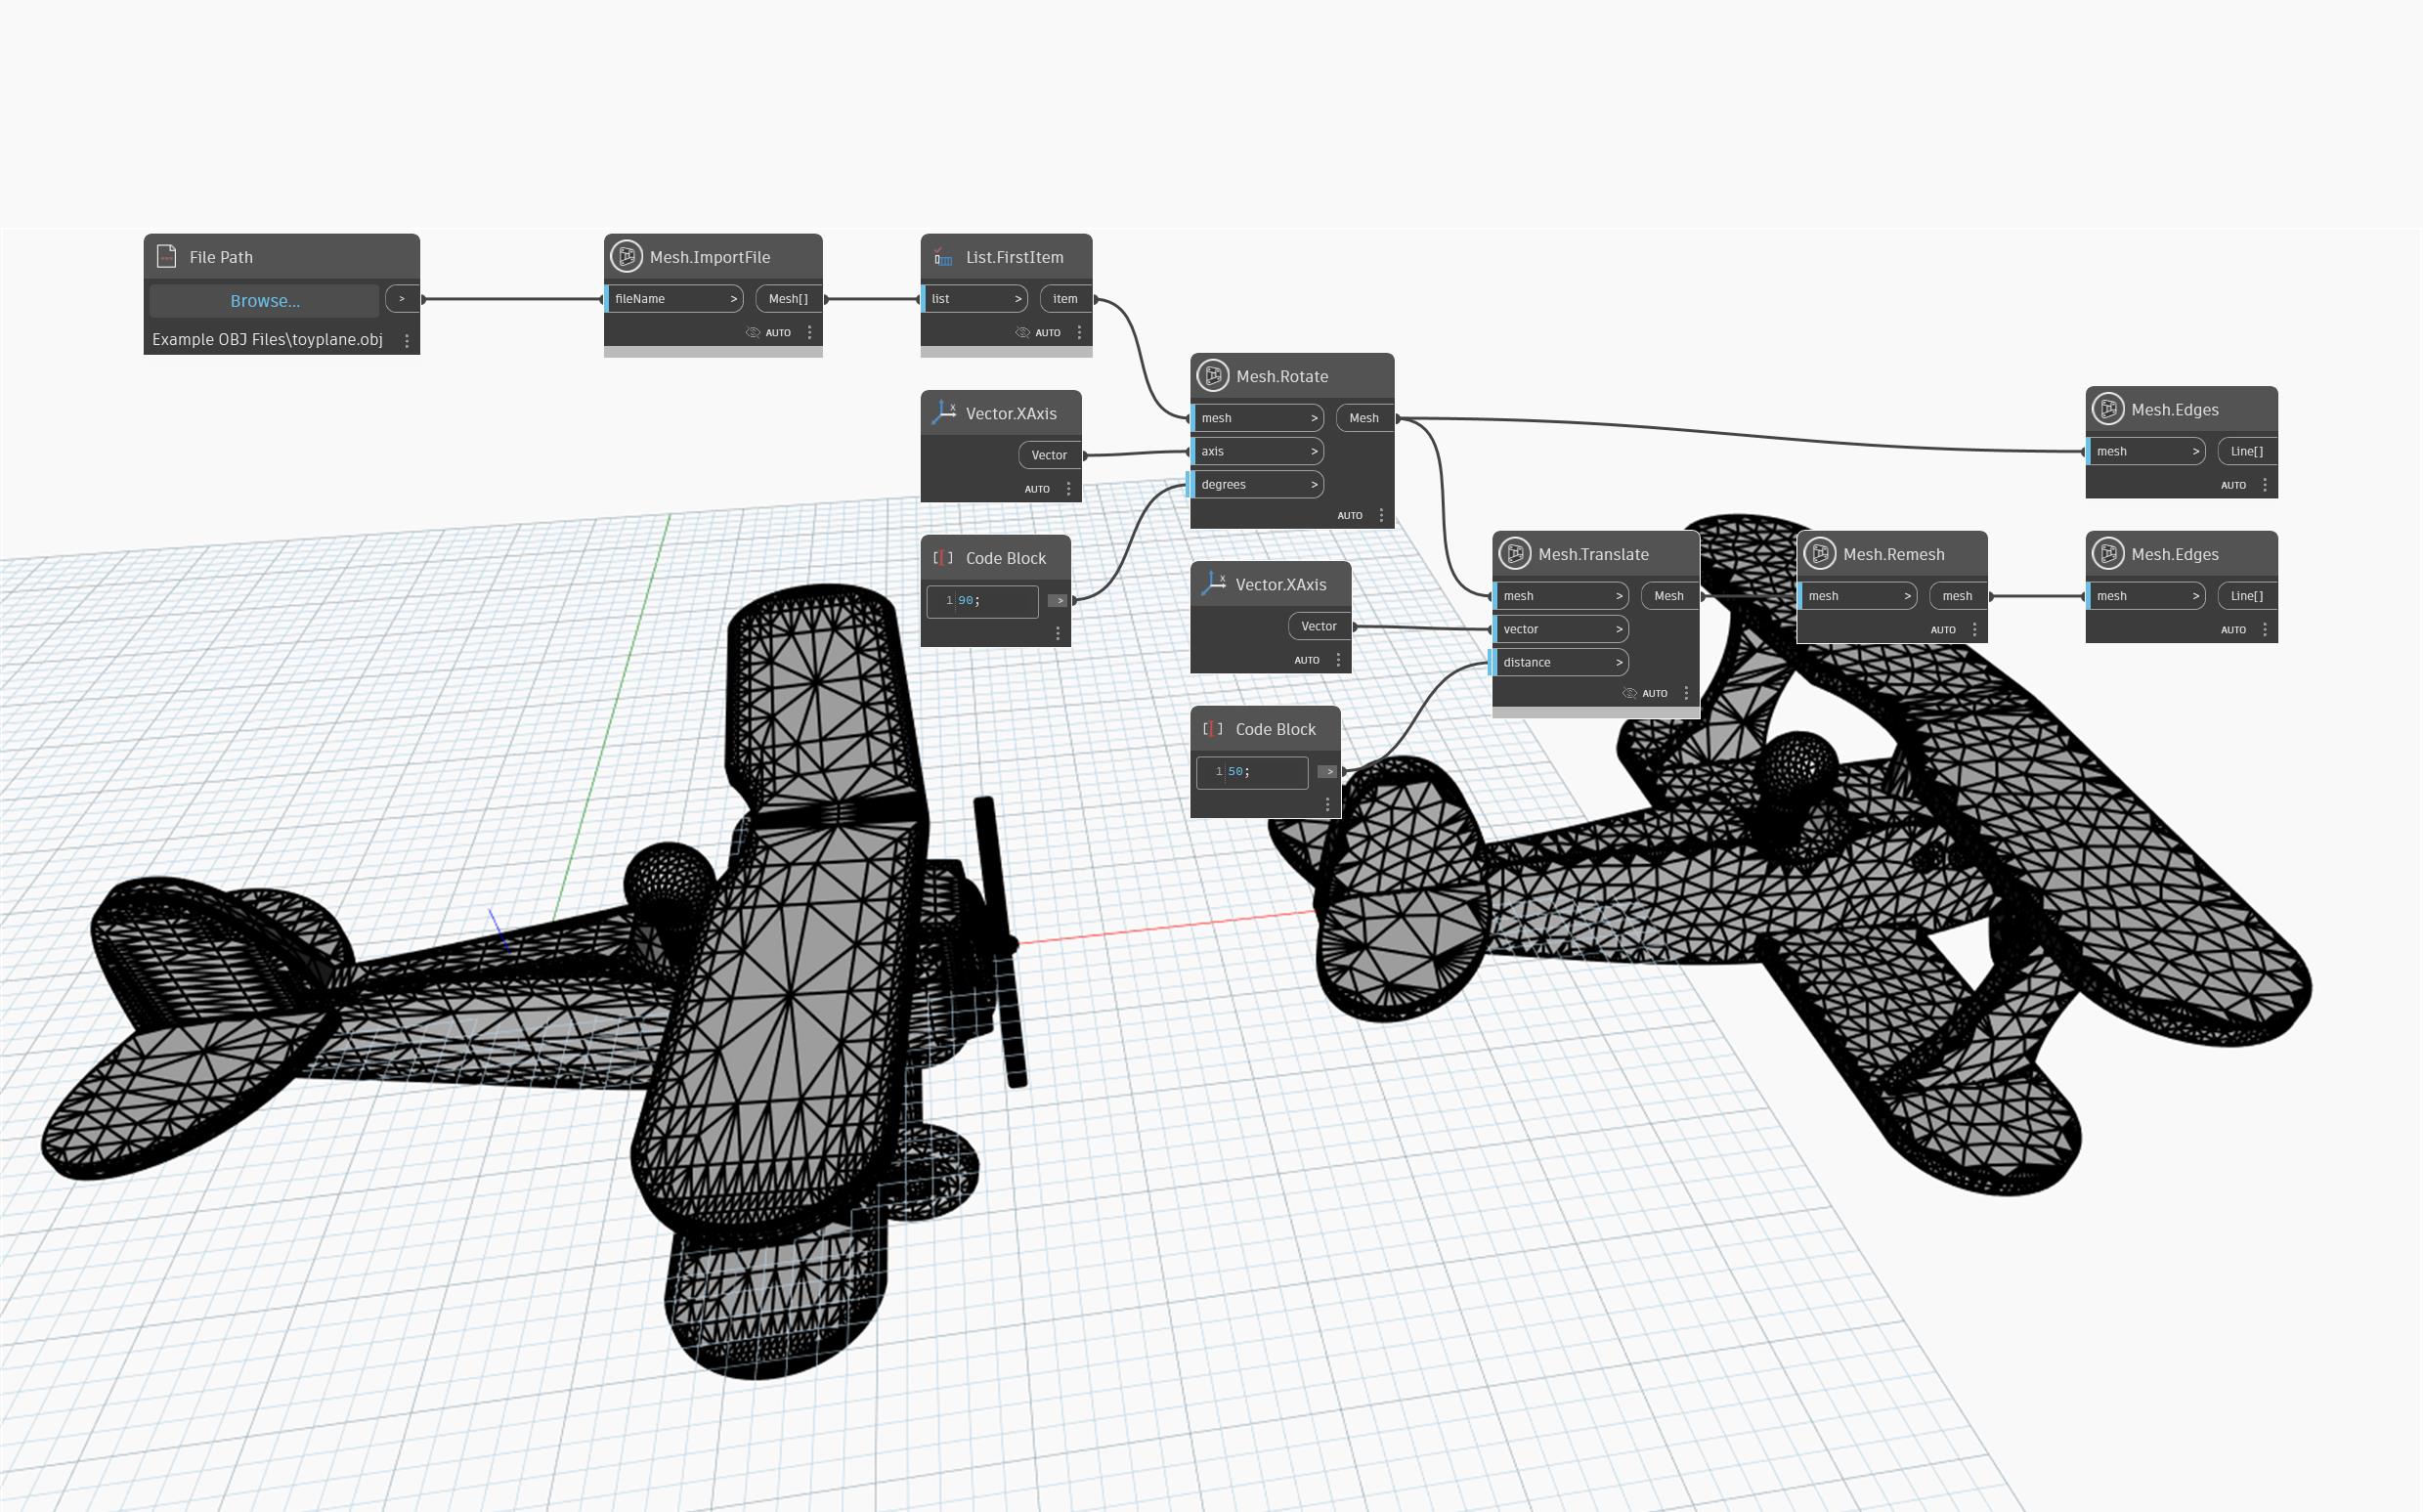 File Path
Browse...
>
Example OBJ Files\toyplane.obj
Mesh.ImportFile
fileName > Mesh[]
AUTO
List.FirstItem
list > item
AUTO
Vector.XAxis
Vector
AUTO
Code Block
1 90; >
Mesh.Rotate
mesh > Mesh
axis >
degrees >
AUTO
Vector.XAxis
Vector
AUTO
Code Block
1 50; >
Mesh.Translate
mesh > Mesh
vector >
distance >
AUTO
Mesh.Remesh
mesh > mesh
AUTO
Mesh.Edges
mesh > Line[]
AUTO
Mesh.Edges
mesh > Line[]
AUTO